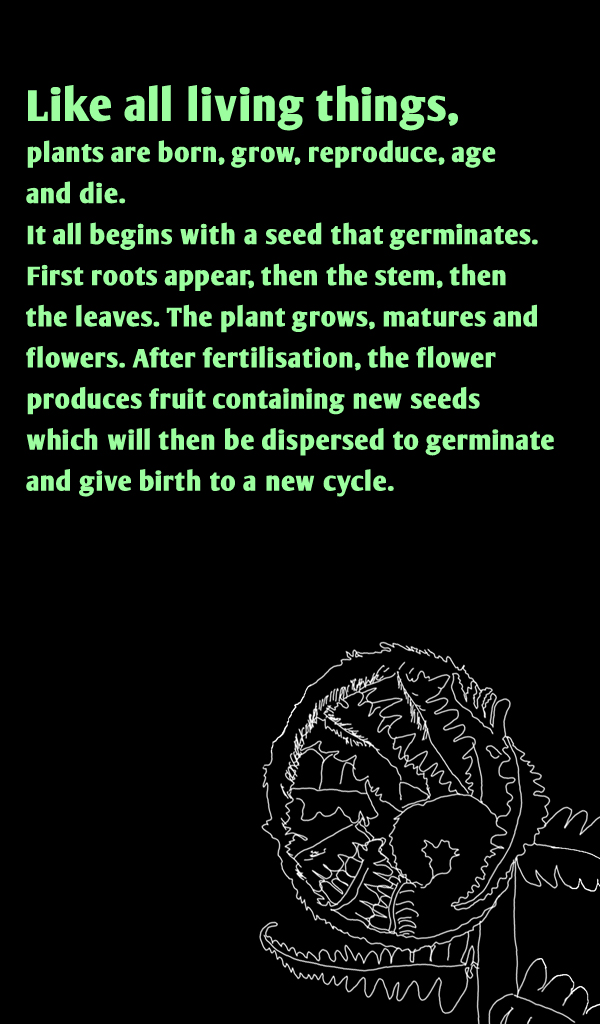 Like all living things,
plants are born, grow, reproduce, age
and die.
It all begins with a seed that germinates.
First roots appear, then the stem, then
the leaves. The plant grows, matures and
flowers. After fertilisation, the flower
produces fruit containing new seeds
which will then be dispersed to germinate
and give birth to a new cycle.